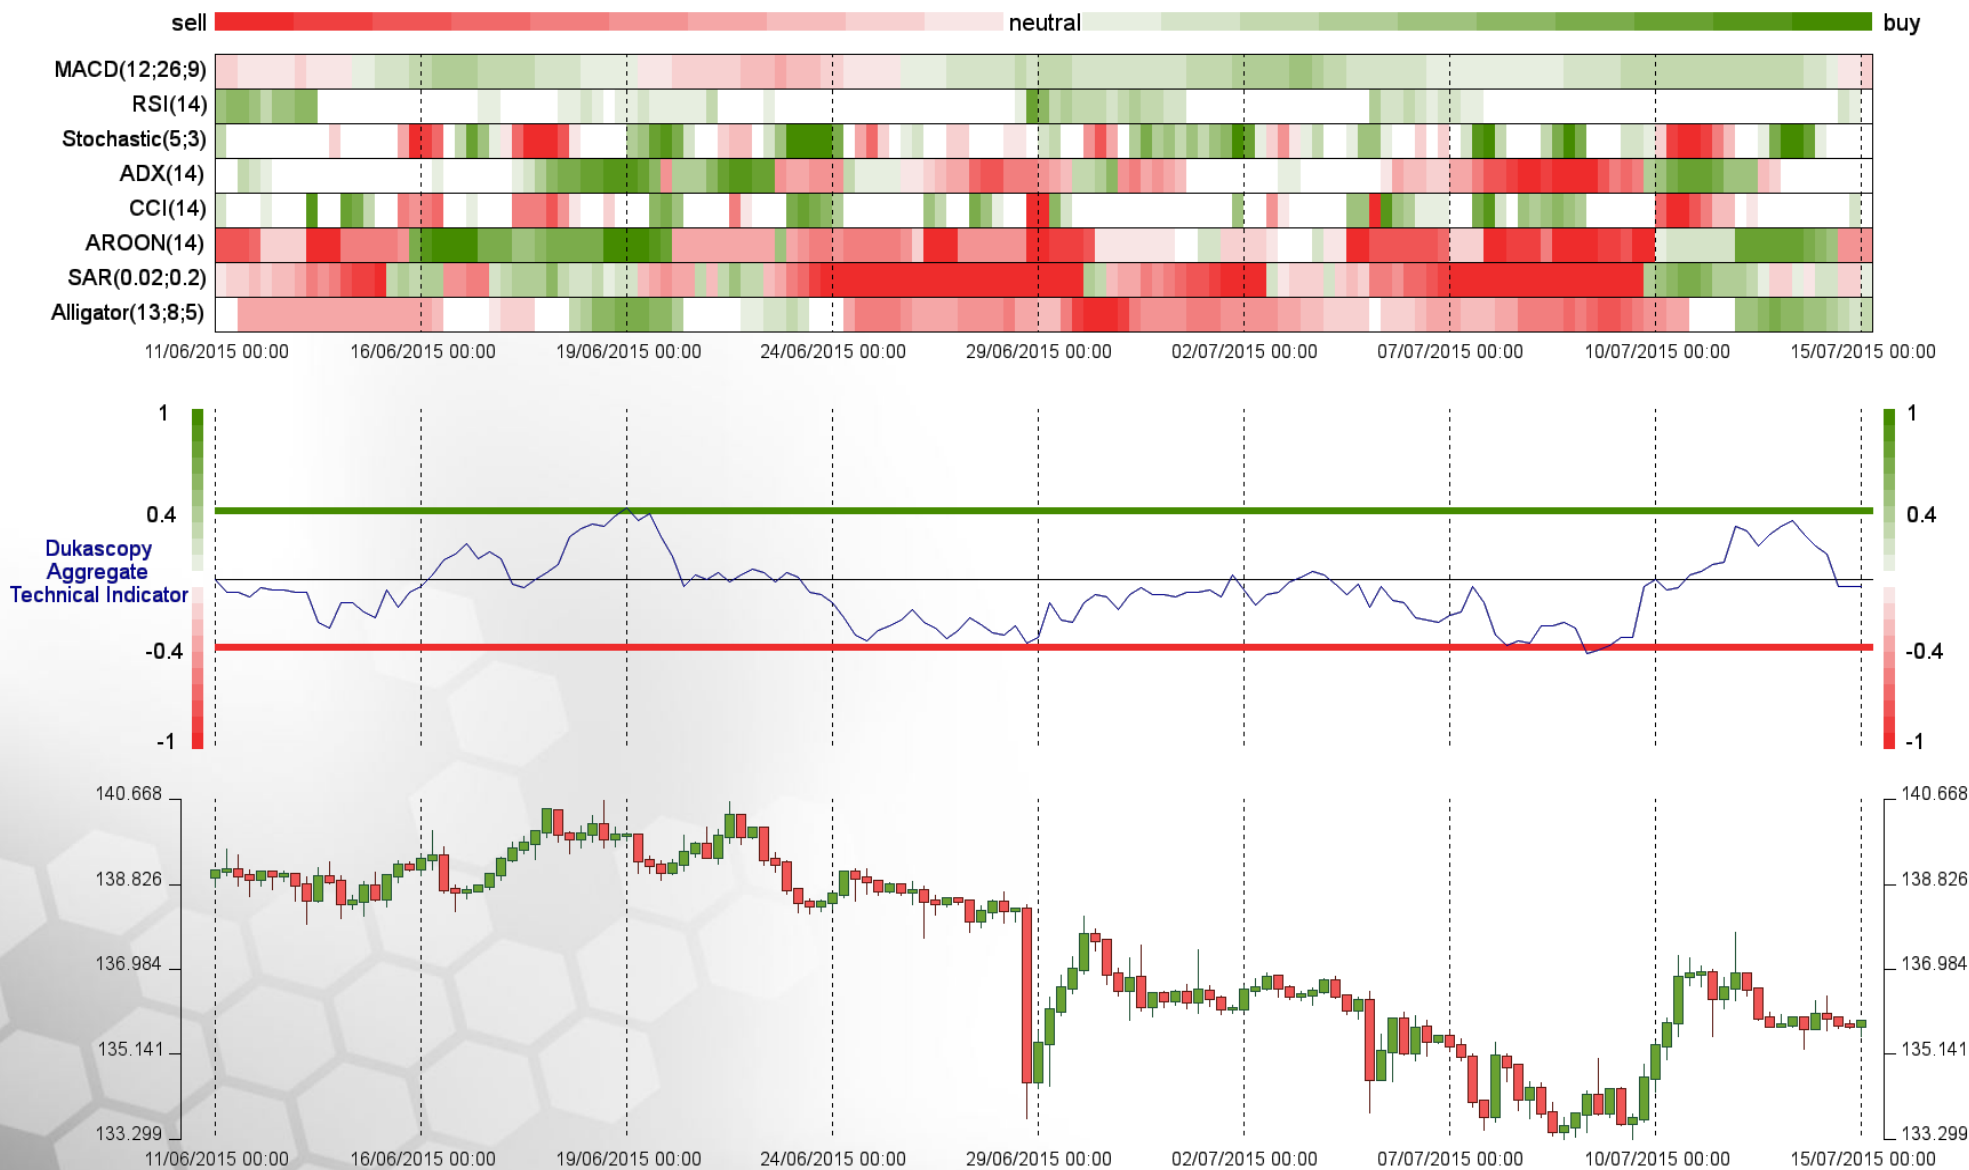 sell neutral buy
MACD(12;26;9)
RSI(14)
Stochastic(5;3)
ADX(14)
CCI(14)
AROON(14)
SAR(0.02;0.2)
Alligator(13;8;5)
11/06/2015 00:00 16/06/2015 00:00 19/06/2015 00:00 24/06/2015 00:00 29/06/2015 00:00 02/07/2015 00:00 07/07/2015 00:00 10/07/2015 00:00 15/07/2015 00:00
1 1
0.4 0.4
Dukascopy
Aggregate
Technical Indicator
-0.4 -0.4
-1 -1
140.668 140.668
138.826 138.826
136.984 136.984
135.141 135.141
133.299 133.299
11/06/2015 00:00 16/06/2015 00:00 19/06/2015 00:00 24/06/2015 00:00 29/06/2015 00:00 02/07/2015 00:00 07/07/2015 00:00 10/07/2015 00:00 15/07/2015 00:00